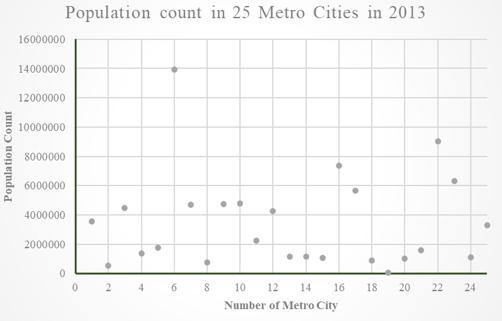 Population count in 25 Metro Cities in 2013
16000000
14000000
12000000
10000000
8000000
6000000
4000000
2000000
0
Population Count
0 2 4 6 8 10 12 14 16 18 20 22 24
Number of Metro City